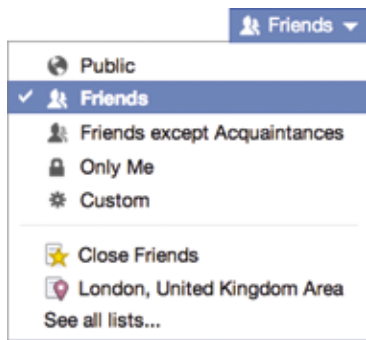 Friends
Public
Friends
Friends except Acquaintances
Only Me
Custom
Close Friends
London, United Kingdom Area
See all lists...